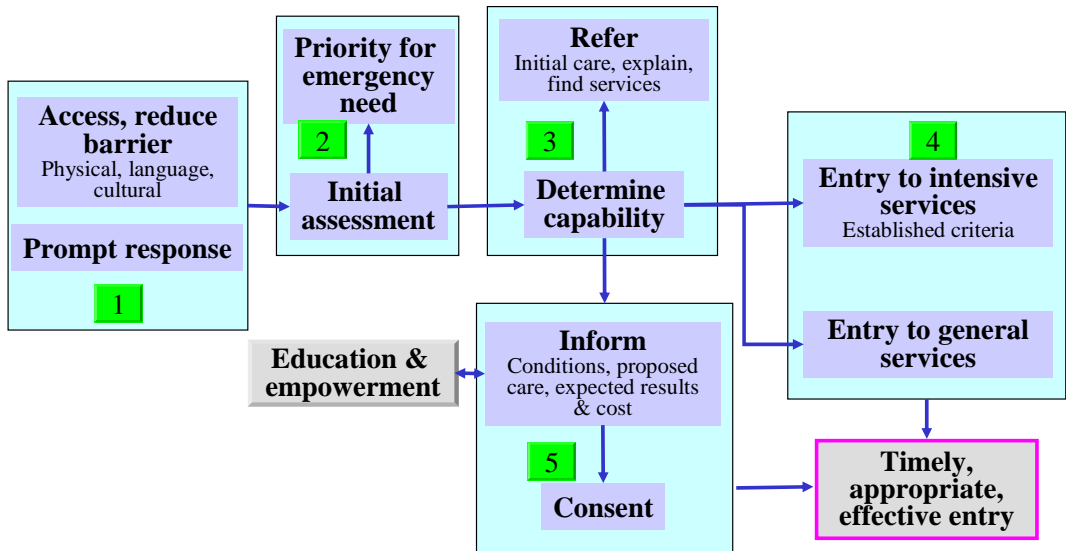 Access, reduce
barrier
Physical, language,
cultural
Prompt response
1
Priority for
emergency
need
2
Initial
assessment
Refer
Initial care, explain,
find services
3
Determine
capability
4
Entry to intensive
services
Established criteria
Entry to general
services
Education &
empowerment
Inform
Conditions, proposed
care, expected results
& cost
5
Consent
Timely,
appropriate,
effective entry